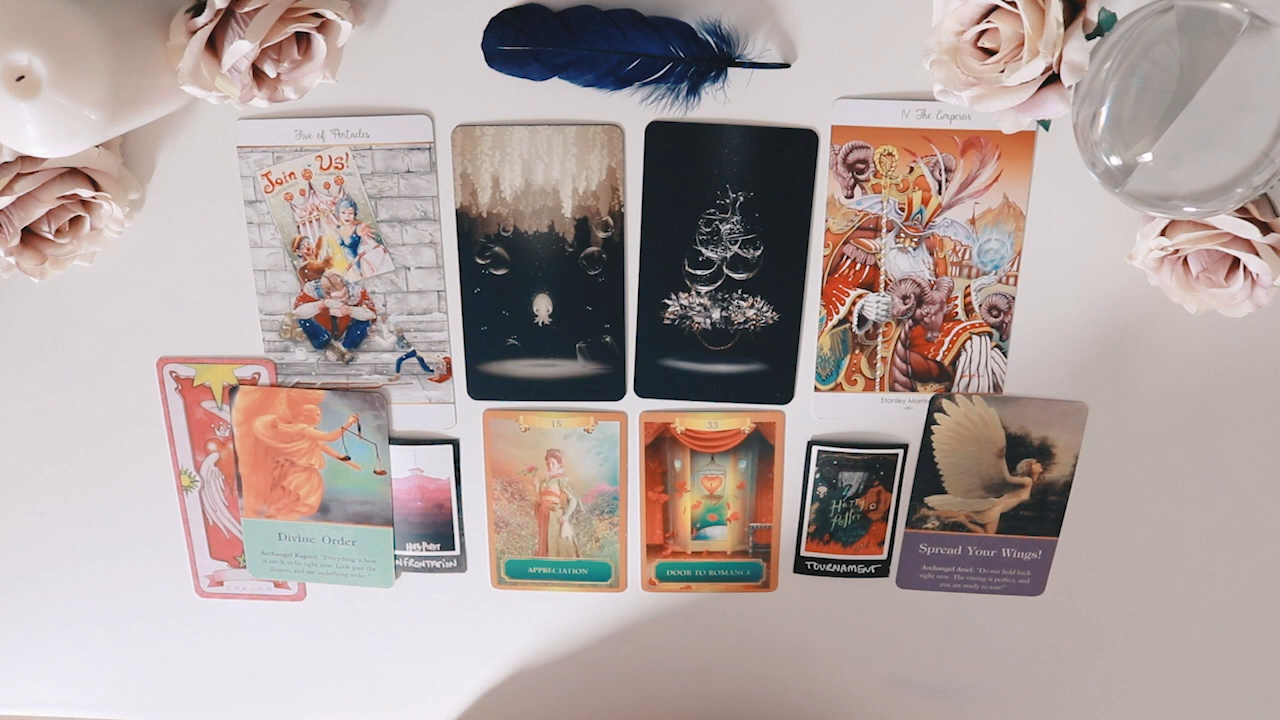 Five of Pentacles
Join Us!
IV The Emperor
Stanley Morri
Divine Order
Archangel Raguel: "Everything is how
it needs to be right now. Look past the
illusion, and see underlying order."
Harry Potter
NFRONTATION
15
APPRECIATION
33
DOOR TO ROMANCE
Harry
Potter
TOURNAMENT
Spread Your Wings!
Archangel Ariel: "Do not hold back
right now. The timing is perfect, and
you are ready to soar!"